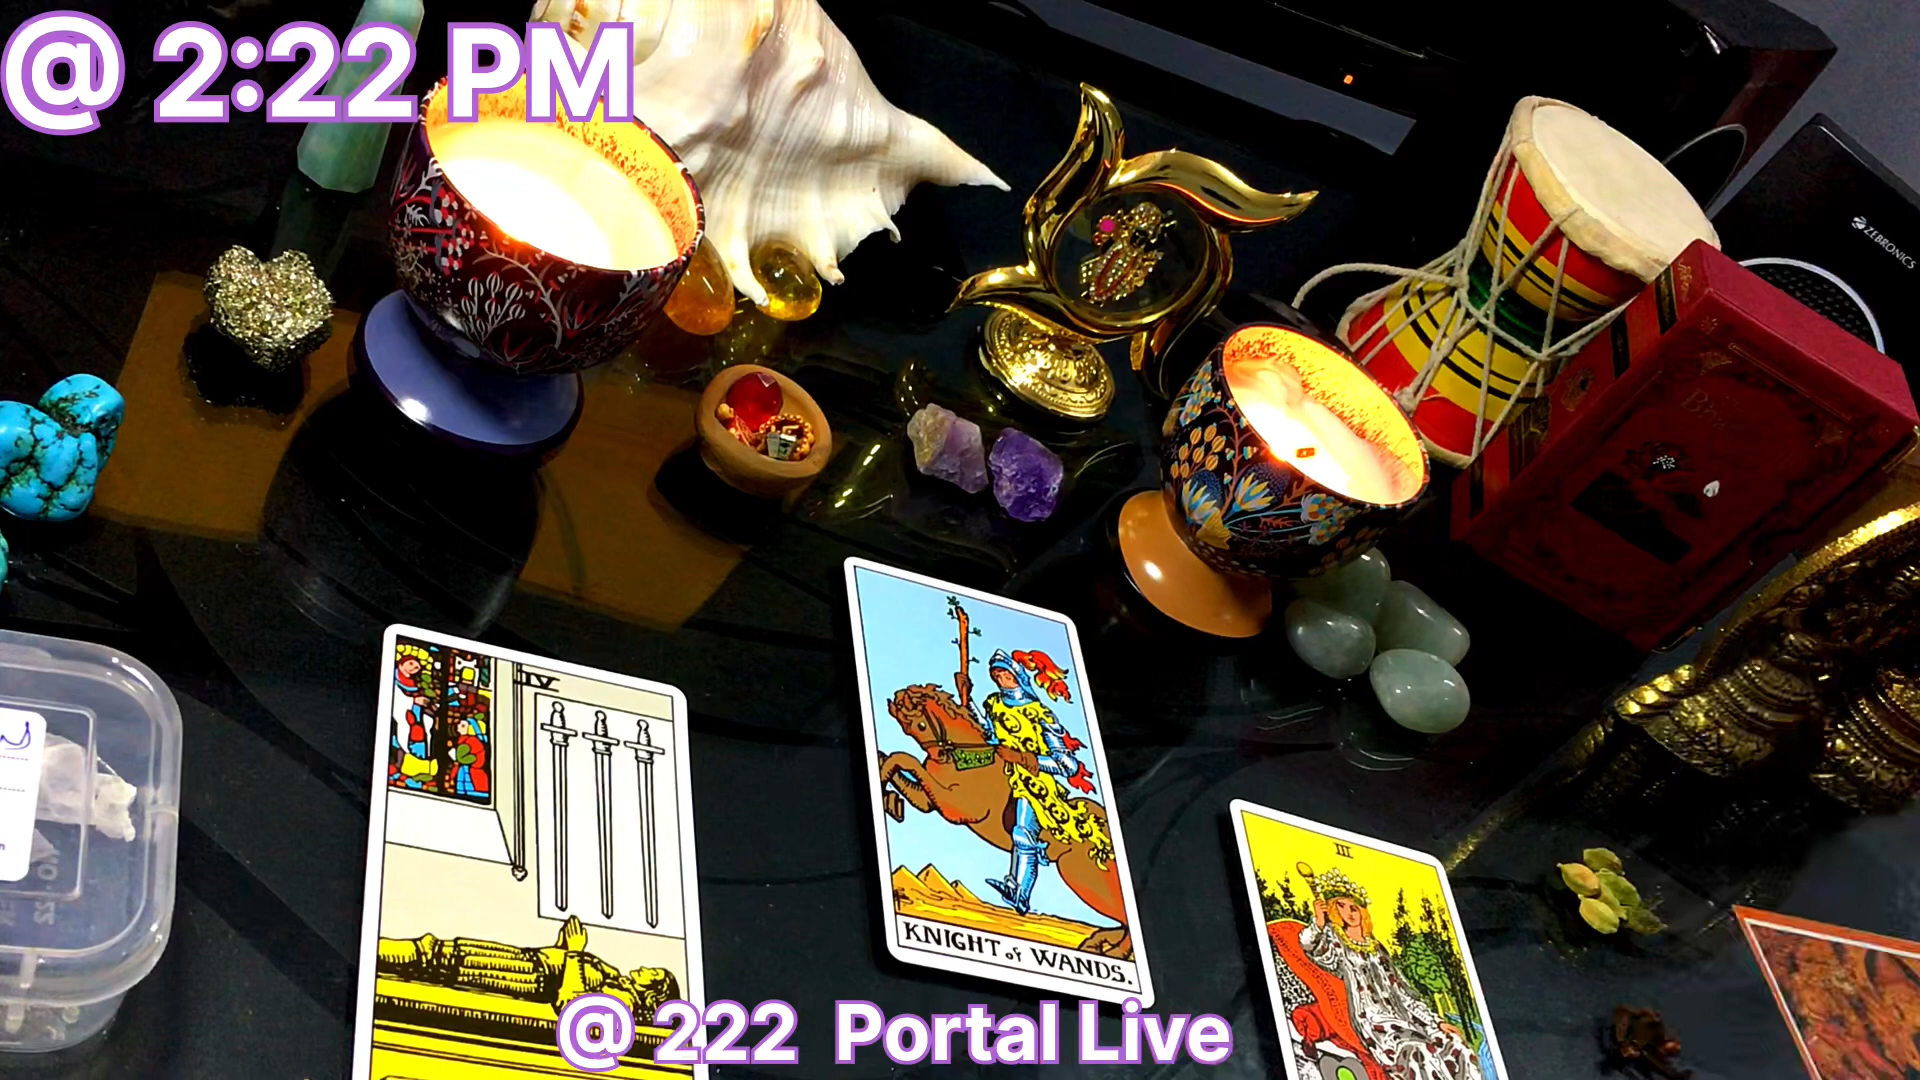 @ 2:22 PM
ZEBRONICS
IV
KNIGHT of WANDS.
III
@ 222 Portal Live